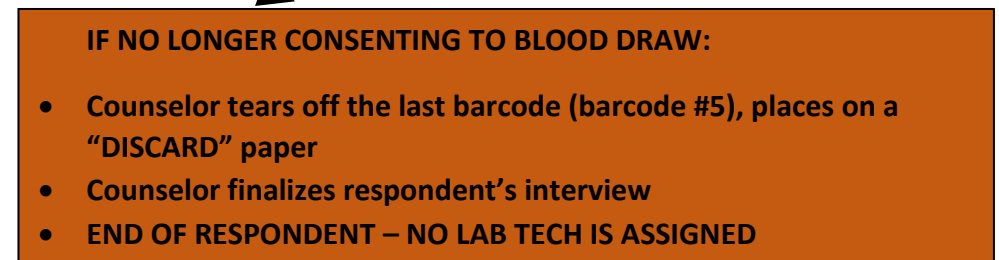 IF NO LONGER CONSENTING TO BLOOD DRAW:
• Counselor tears off the last barcode (barcode #5), places on a
“DISCARD” paper
• Counselor finalizes respondent’s interview
• END OF RESPONDENT – NO LAB TECH IS ASSIGNED